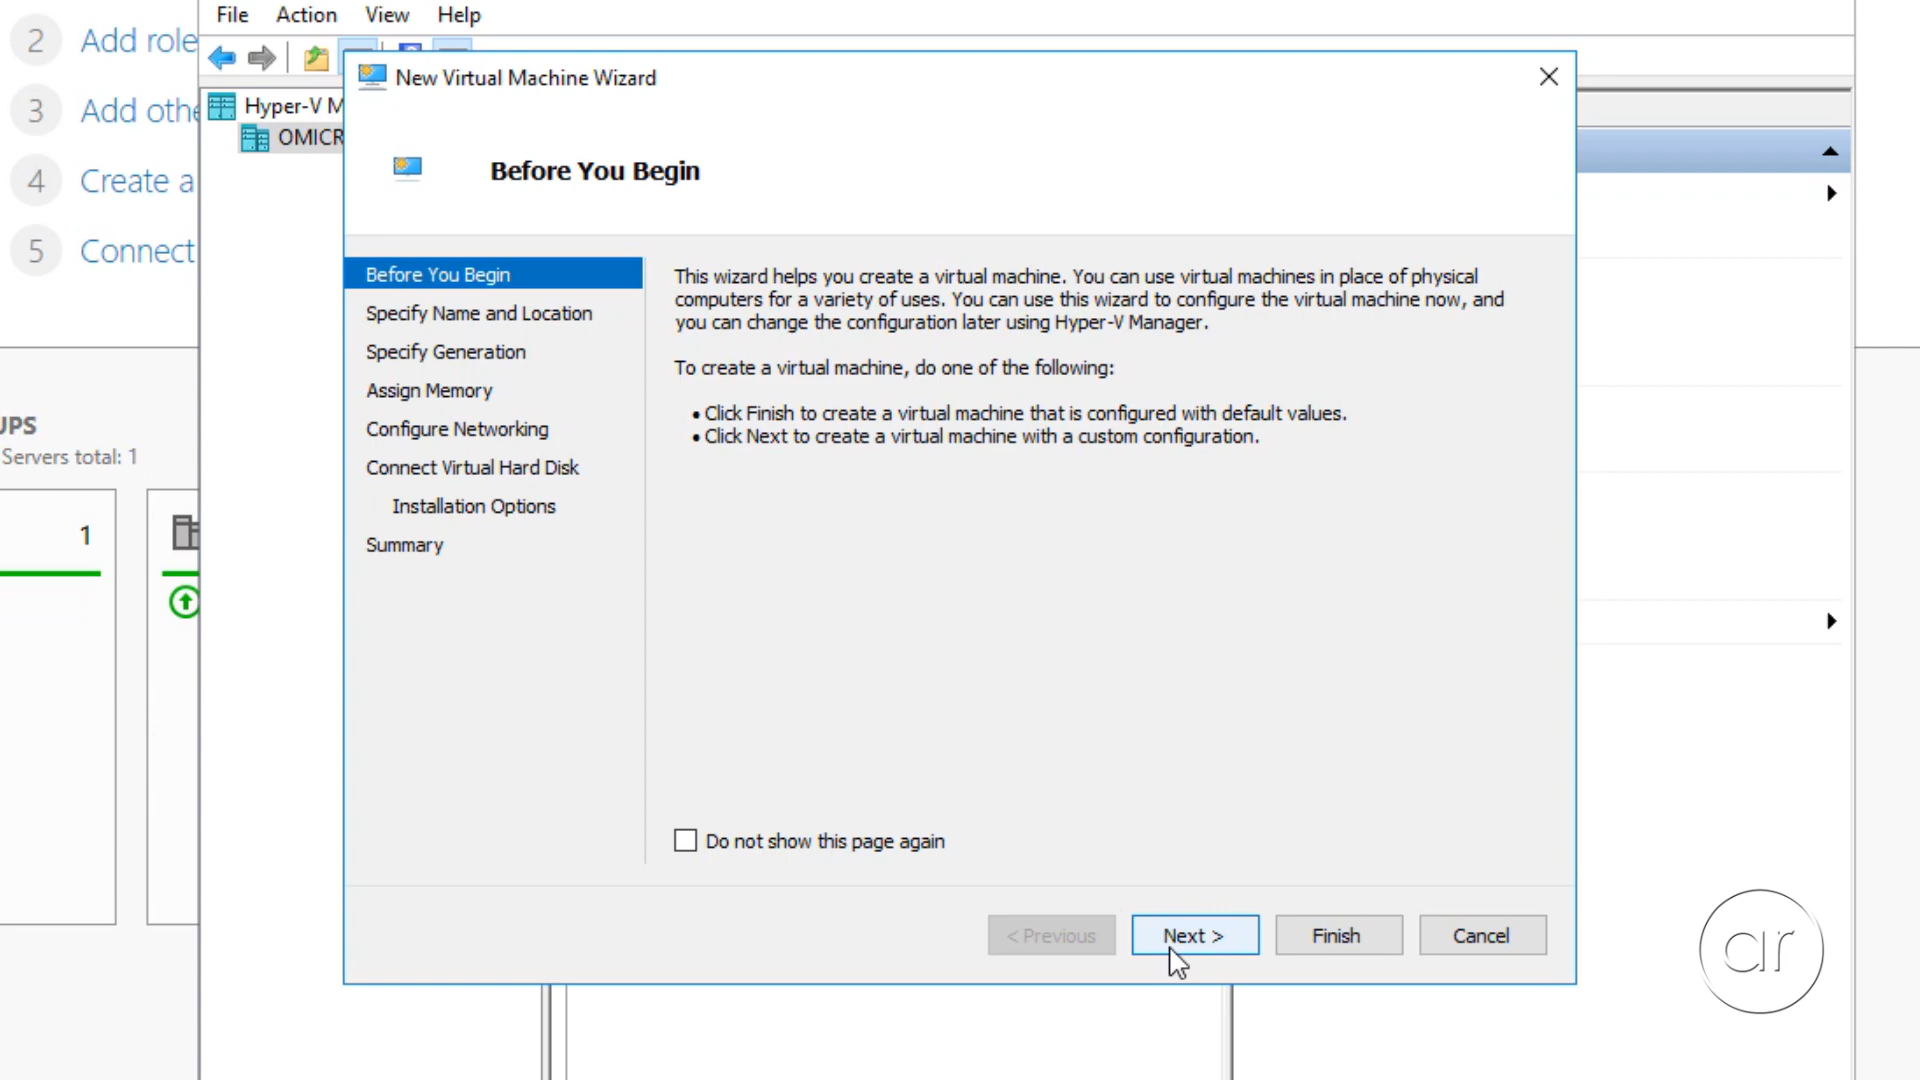 File Action View Help
2 Add role
3 Add othe
4 Create a
5 Connect
UPS
Servers total: 1
1
Hyper-V M
OMICR
New Virtual Machine Wizard
Before You Begin
Before You Begin
Specify Name and Location
Specify Generation
Assign Memory
Configure Networking
Connect Virtual Hard Disk
Installation Options
Summary
This wizard helps you create a virtual machine. You can use virtual machines in place of physical
computers for a variety of uses. You can use this wizard to configure the virtual machine now, and
you can change the configuration later using Hyper-V Manager.
To create a virtual machine, do one of the following:
• Click Finish to create a virtual machine that is configured with default values.
• Click Next to create a virtual machine with a custom configuration.
Do not show this page again
< Previous Next > Finish Cancel
ar